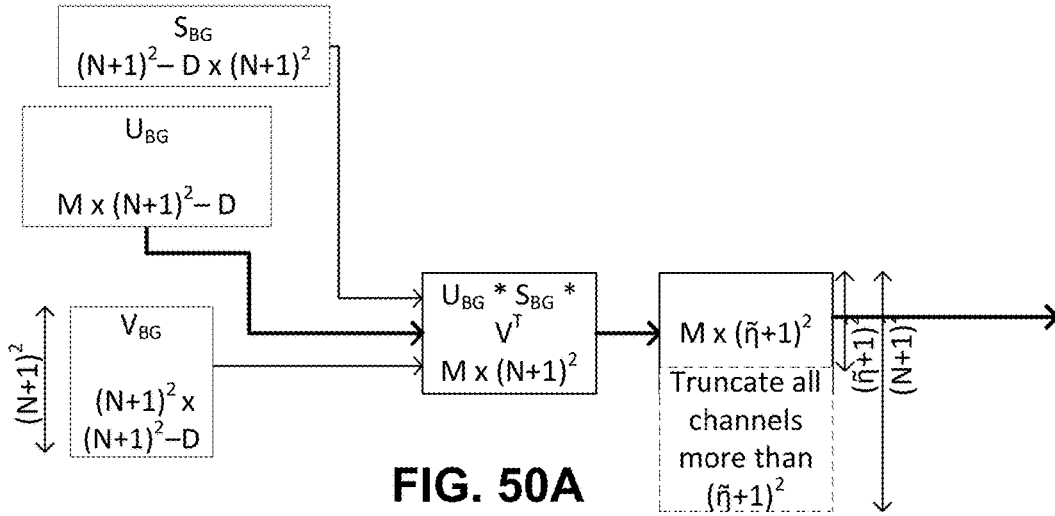 S_BG
(N+1)² – D x (N+1)²
U_BG
M x (N+1)² – D
(N+1)²
V_BG
(N+1)² x
(N+1)² –D
U_BG * S_BG *
V^T
M x (N+1)²
M x (ῆ+1)²
Truncate all
channels
more than
(ῆ+1)²
(ῆ+1)²
(N+1)²
FIG. 50A